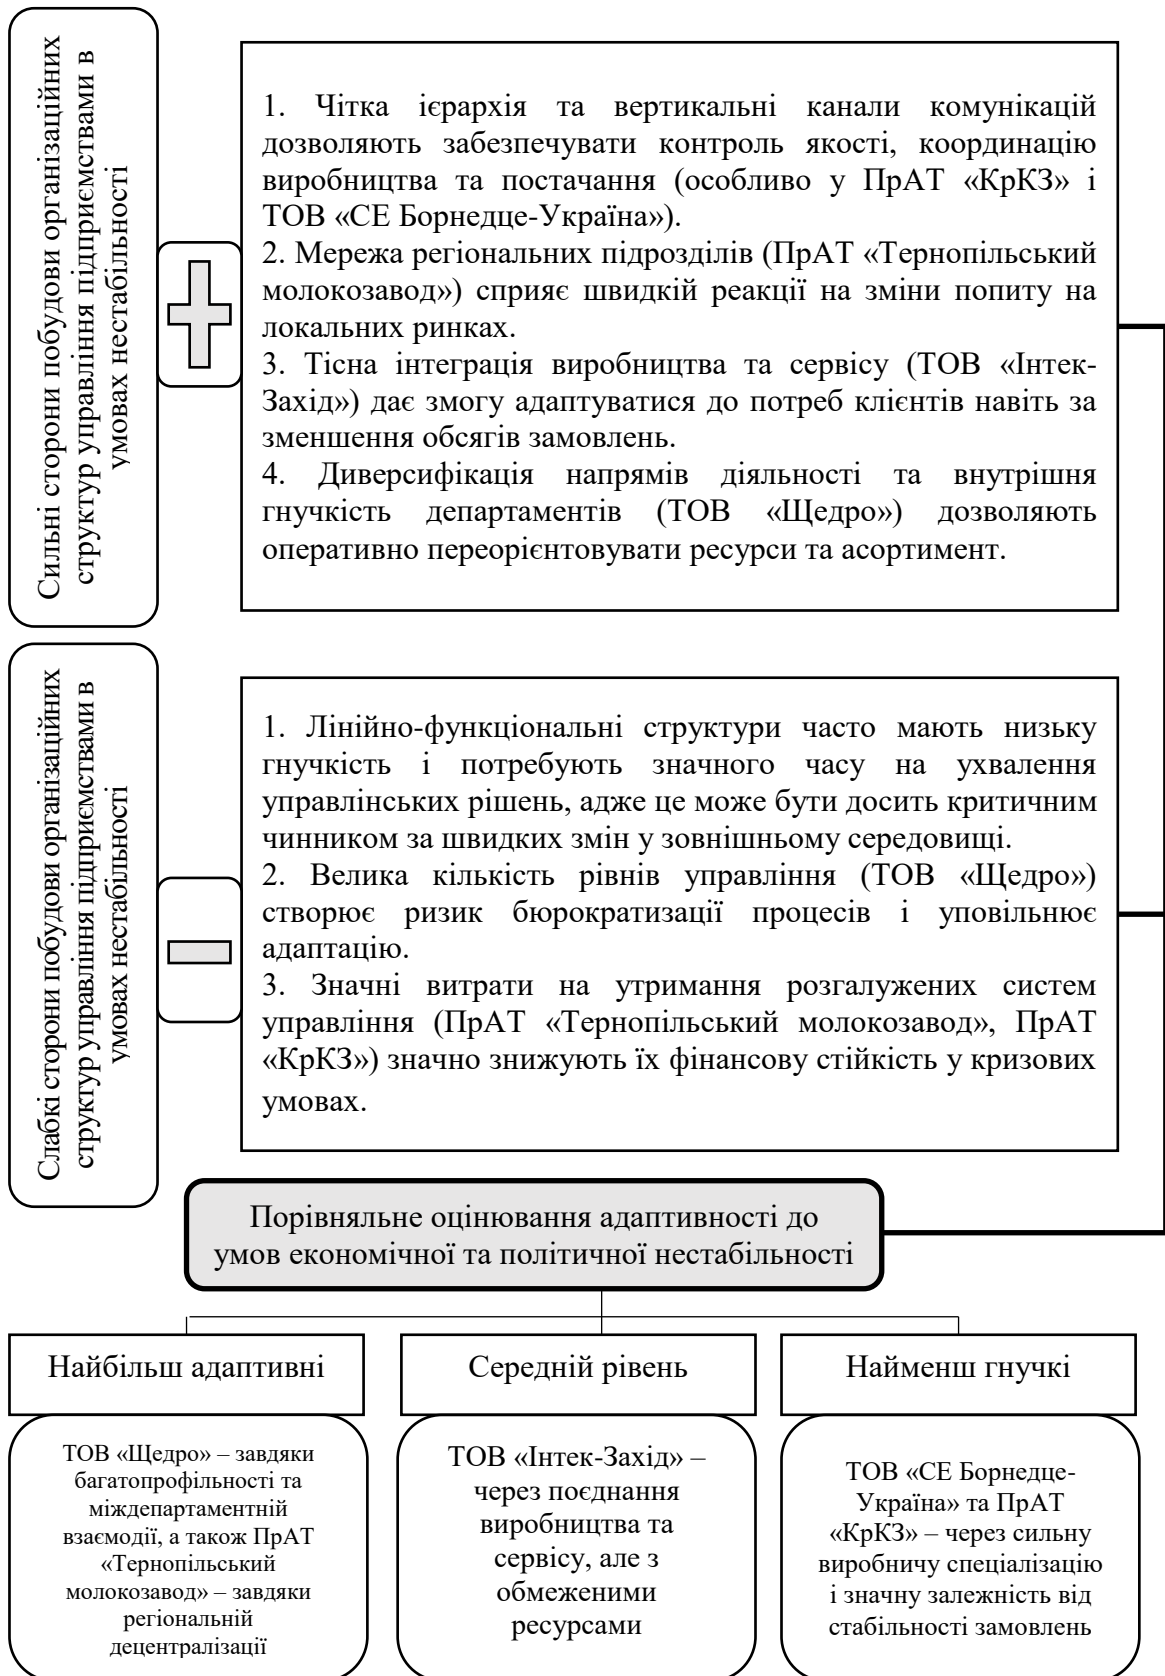 Сильні сторони побудови організаційних
структур управління підприємствами в
умовах нестабільності
1. Чітка ієрархія та вертикальні канали комунікацій
дозволяють забезпечувати контроль якості, координацію
виробництва та постачання (особливо у ПрАТ «КрКЗ» і
ТОВ «СЕ Борнедце-Україна»).
2. Мережа регіональних підрозділів (ПрАТ «Тернопільський
молокозавод») сприяє швидкій реакції на зміни попиту на
локальних ринках.
3. Тісна інтеграція виробництва та сервісу (ТОВ «Інтек-
Захід») дає змогу адаптуватися до потреб клієнтів навіть за
зменшення обсягів замовлень.
4. Диверсифікація напрямів діяльності та внутрішня
гнучкість департаментів (ТОВ «Щедро») дозволяють
оперативно переорієнтовувати ресурси та асортимент.
Слабкі сторони побудови організаційних
структур управління підприємствами в
умовах нестабільності
1. Лінійно-функціональні структури часто мають низьку
гнучкість і потребують значного часу на ухвалення
управлінських рішень, адже це може бути досить критичним
чинником за швидких змін у зовнішньому середовищі.
2. Велика кількість рівнів управління (ТОВ «Щедро»)
створює ризик бюрократизації процесів і уповільнює
адаптацію.
3. Значні витрати на утримання розгалужених систем
управління (ПрАТ «Тернопільський молокозавод», ПрАТ
«КрКЗ») значно знижують їх фінансову стійкість у кризових
умовах.
Порівняльне оцінювання адаптивності до
умов економічної та політичної нестабільності
Найбільш адаптивні
ТОВ «Щедро» – завдяки
багатопрофільності та
міждепартаментній
взаємодії, а також ПрАТ
«Тернопільський
молокозавод» – завдяки
регіональній
децентралізації
Середній рівень
ТОВ «Інтек-Захід» –
через поєднання
виробництва та
сервісу, але з
обмеженими
ресурсами
Найменш гнучкі
ТОВ «СЕ Борнедце-
Україна» та ПрАТ
«КрКЗ» – через сильну
виробничу спеціалізацію
і значну залежність від
стабільності замовлень